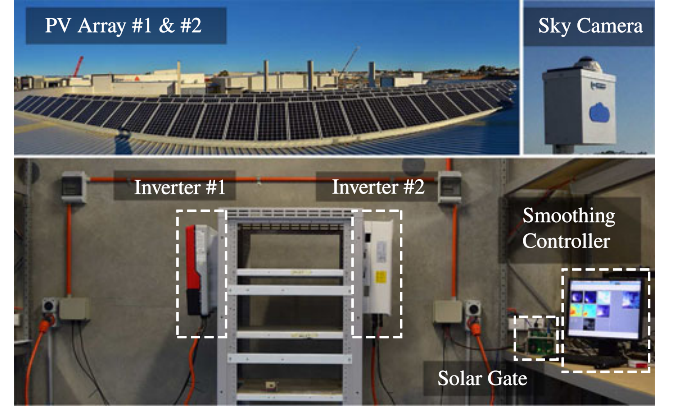 PV Array #1 & #2
Sky Camera
Inverter #1
Inverter #2
Smoothing
Controller
Solar Gate